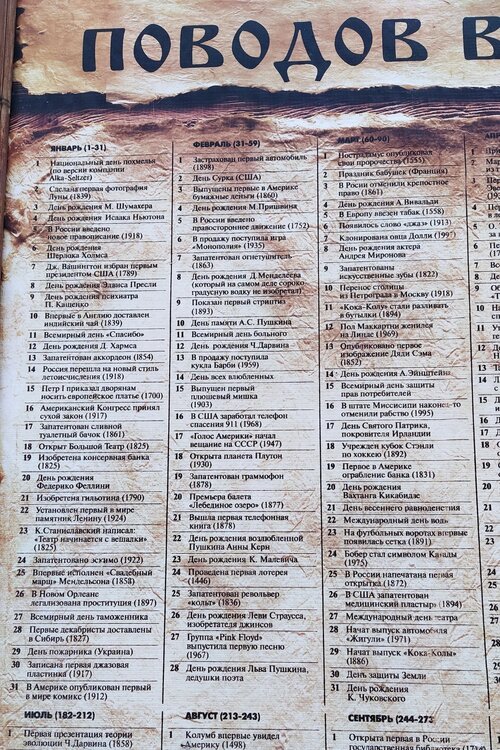 ПОВОДОВ В
ЯНВАРЬ (1-31)
1 Национальный день похмелья
(по версии компании
Alka-Seltzer)
2 Сделана первая фотография
Луны (1839)
3 День рождения М. Шумахера
4 День рождения Исаака Ньютона
5 В России введено
новое правописание (1918)
6 День рождения
Шерлока Холмса
7 Дж. Вашингтон избран первым
президентом США (1789)
8 День рождения Элвиса Пресли
9 День рождения психиатра
П. Кащенко
10 Впервые в Англию доставлен
индийский чай (1839)
11 Всемирный день «Спасибо»
12 День рождения Д. Хармса
13 Запатентован аккордеон (1854)
14 Россия перешла на новый стиль
летоисчисления (1918)
15 Петр I приказал дворянам
носить европейское платье (1700)
16 Американский Конгресс принял
сухой закон (1917)
17 Запатентован сливной
туалетный бачок (1861)
18 Открыт Большой Театр (1825)
19 Изобретена консервная банка
(1825)
20 День рождения
Федерико Феллини
21 Изобретена гильотина (1790)
22 Установлен первый в мире
памятник Ленину (1924)
23 К.Станиславский написал:
"Театр начинается с вешалки"
(1825)
24 Запатентовано эскимо (1922)
25 Впервые исполнен «Свадебный
марш» Мендельсона (1858)
26 В Новом Орлеане
легализована проституция (1897)
27 Всемирный день таможенника
28 Первые декабристы доставлены
в Сибирь (1827)
29 День пожарника (Украина)
30 Записана первая джазовая
пластинка (1917)
31 В Америке опубликован первый
в мире комикс (1912)
ИЮЛЬ (182-212)
1 Первая презентация теории
эволюции Ч.Дарвина (1858)
ФЕВРАЛЬ (31-59)
1 Застрахован первый автомобиль
(1898)
2 День Сурка (США)
3 Выпущены первые в Америке
бумажные деньги (1860)
4 День рождения М.Пришвина
5 В России введено
правостороннее движение (1752)
6 В продажу поступила игра
«Монополия» (1935)
7 Запатентован огнетушитель
(1863)
8 День рождения Д.Менделеева
(который на самом деле сороко-
градусную водку не изобретал)
9 Показан первый стриптиз
(1893)
10 День памяти А.С. Пушкина
11 Всемирный день больного
12 День рождения Ч.Дарвина
13 В продажу поступила
кукла Барби (1959)
14 День всех влюбленных
15 Выпущен первый
плюшевый мишка
(1903)
16 В США заработал телефон
спасения 911 (1968)
17 «Голос Америки» начал
вещание на СССР (1947)
18 Открыта планета Плутон
(1930)
19 Запатентован граммофон
(1878)
20 Премьера балета
«Лебединое озеро» (1877)
21 Вышла первая телефонная
книга (1878)
22 День рождения возлюбленной
Пушкина Анны Керн
23 День рождения К. Малевича
24 Проведена первая лотерея
(1446)
25 Запатентован револьвер
«кольт» (1836)
26 День рождения Леви Страусса,
изобретателя джинсов
27 Группа «Pink Floyd»
выпустила первую песню
(1967)
28 День рождения Льва Пушкина,
дедушки поэта
АВГУСТ (213-243)
1 Колумб впервые увидел
Америку (1498)
МАРТ (60-90)
1 Нострадамус опубликовал
свои пророчества (1555)
2 Праздник бабушек (Франция)
3 В Росии отменили крепостное
право (1861)
4 День рождения А.Вивальди
5 В Европу ввезен табак (1558)
6 Появилось слово «джаз» (1913)
7 Клонирована овца Долли (1997)
8 День рождения актера
Андрея Миронова
9 Запатентованы
искусственные зубы (1822)
10 Перенос столицы
из Петрограда в Москву (1918)
11 «Кока-Колу» стали разливать
в бутылки (1894)
12 Пол Маккартни женился
на Линде (1969)
13 Опубликовано первое
изображение Дяди Сэма
(1852)
14 День рождения А.Эйнштейна
15 Всемирный день защиты
прав потребителей
16 В штате Миссисипи наконец-то
отменили рабство (1995)
17 День Святого Патрика,
покровителя Ирландии
18 Учрежден кубок Стэнли
по хоккею (1892)
19 Первое в Америке
ограбление банка (1831)
20 День рождения
Вахтанга Кикабидзе
21 День весеннего равноденствия
22 Международный день воды
23 На футбольных воротах впервые
появилась сетка (1891)
24 Бобер стал символом Канады
(1975)
25 В России напечатана первая
открытка (1872)
26 В США запатентован
медицинский пластырь (1894)
27 Международный день театра
28 Начат выпуск автомобиля
«Жигули» (1971)
29 Начат выпуск «Кока-Колы»
(1886)
30 День защиты Земли
31 День рождения
К. Чуковского
СЕНТЯБРЬ (244-273)
1 Открыта первая в России